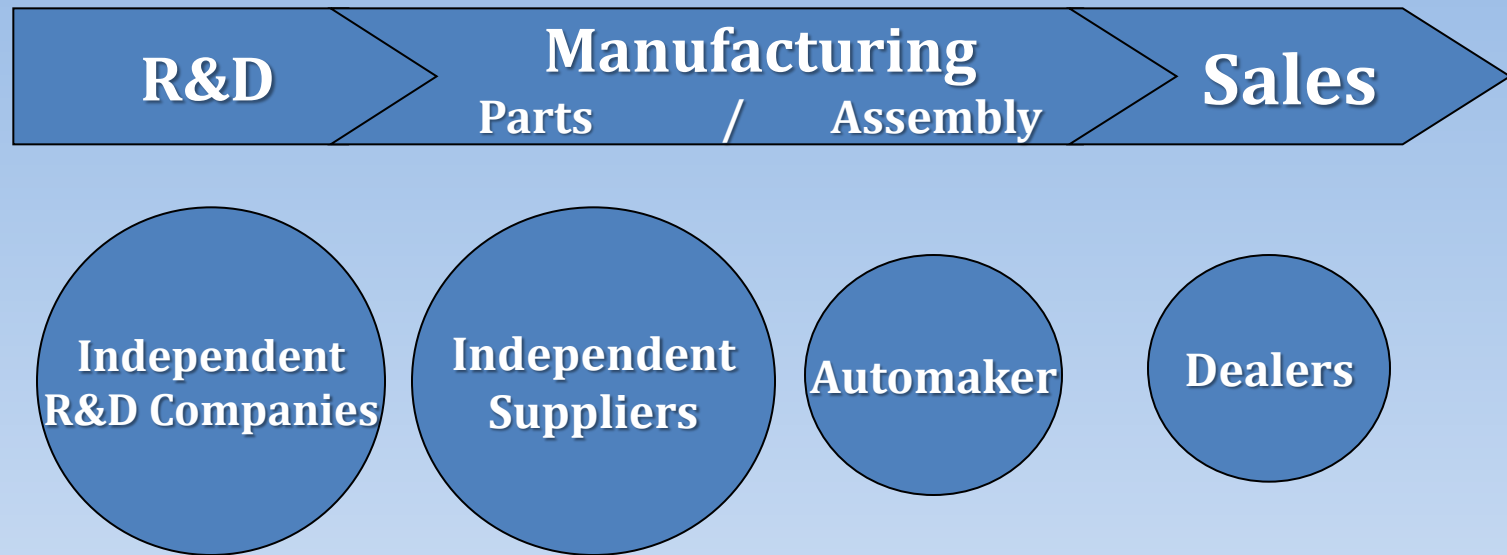 R&D
Manufacturing
Parts / Assembly
Sales
Independent
R&D Companies
Independent
Suppliers
Automaker
Dealers